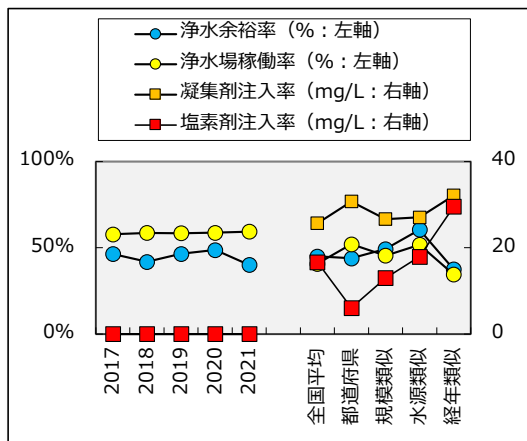 浄水余裕率（%：左軸）
浄水場稼働率（%：左軸）
凝集剤注入率（mg/L：右軸）
塩素剤注入率（mg/L：右軸）
100%
50%
0%
40
20
0
2017
2018
2019
2020
2021
全国平均
都道府県
規模類似
水源類似
経年類似